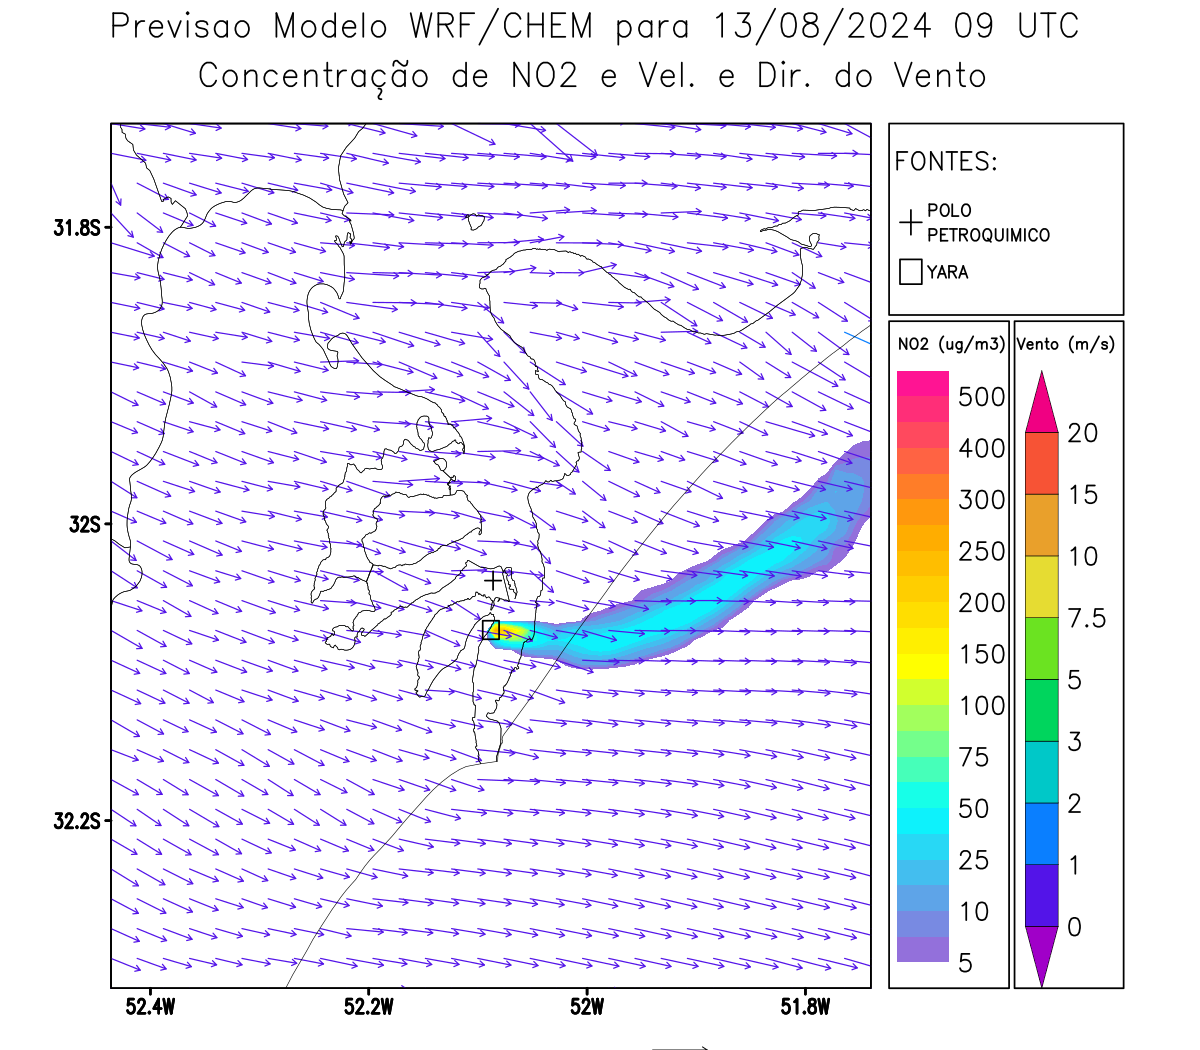 Previsao Modelo WRF/CHEM para 13/08/2024 09 UTC
Concentração de NO2 e Vel. e Dir. do Vento
FONTES:
POLO
PETROQUIMICO
YARA
NO2 (ug/m3)
500
400
300
250
200
150
100
75
50
25
10
5
Vento (m/s)
20
15
10
7.5
5
3
2
1
0
31.8S
32S
32.2S
52.4W
52.2W
52W
51.8W